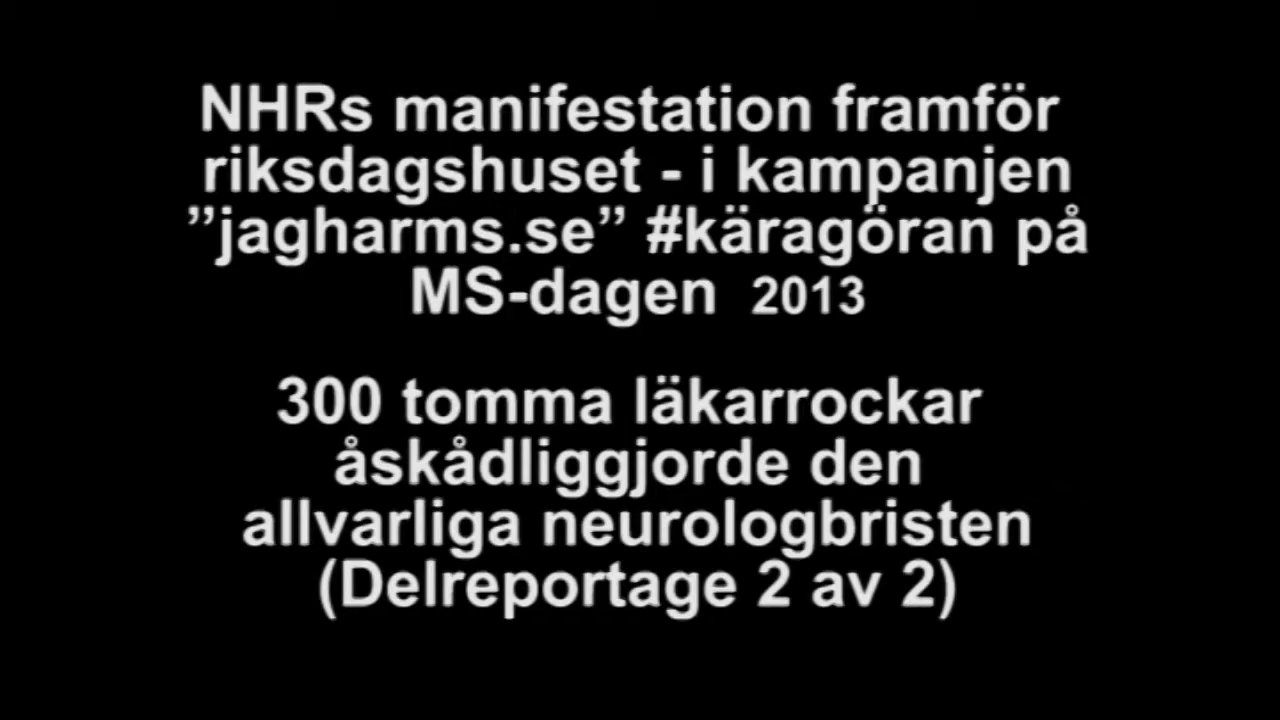 NHRs manifestation framför
riksdagshuset - i kampanjen
”jagharms.se” #käragöran på
MS-dagen 2013
300 tomma läkarrockar
åskådliggjorde den
allvarliga neurologbristen
(Delreportage 2 av 2)